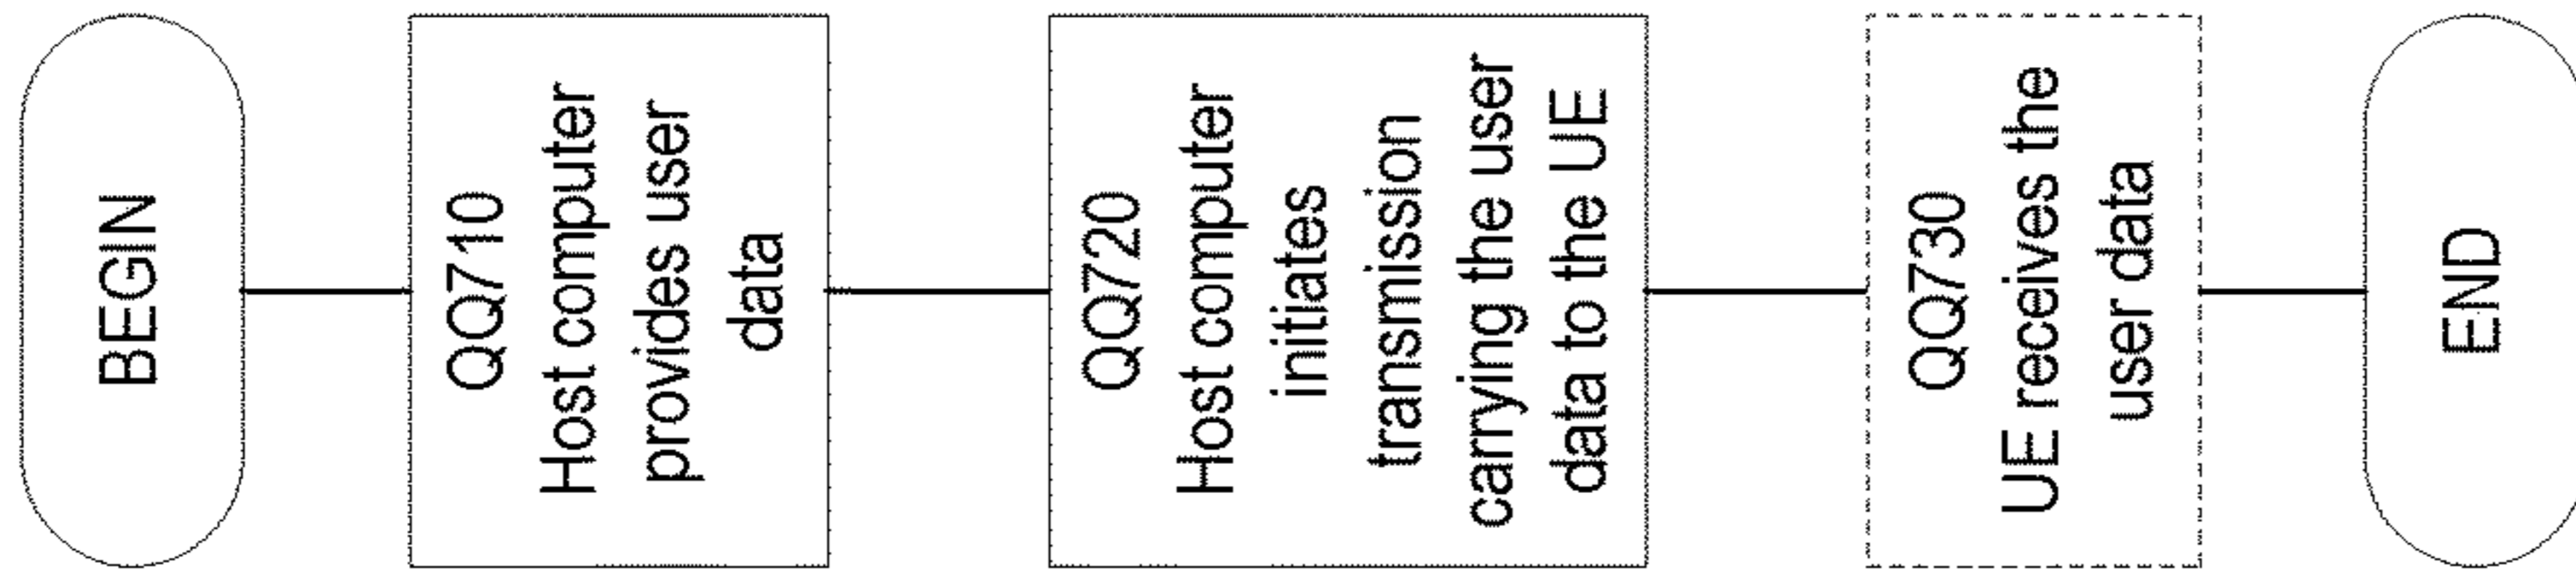 BEGIN
QQ710
Host computer
provides user
data
QQ720
Host computer
initiates
transmission
carrying the user
data to the UE
QQ730
UE receives the
user data
END